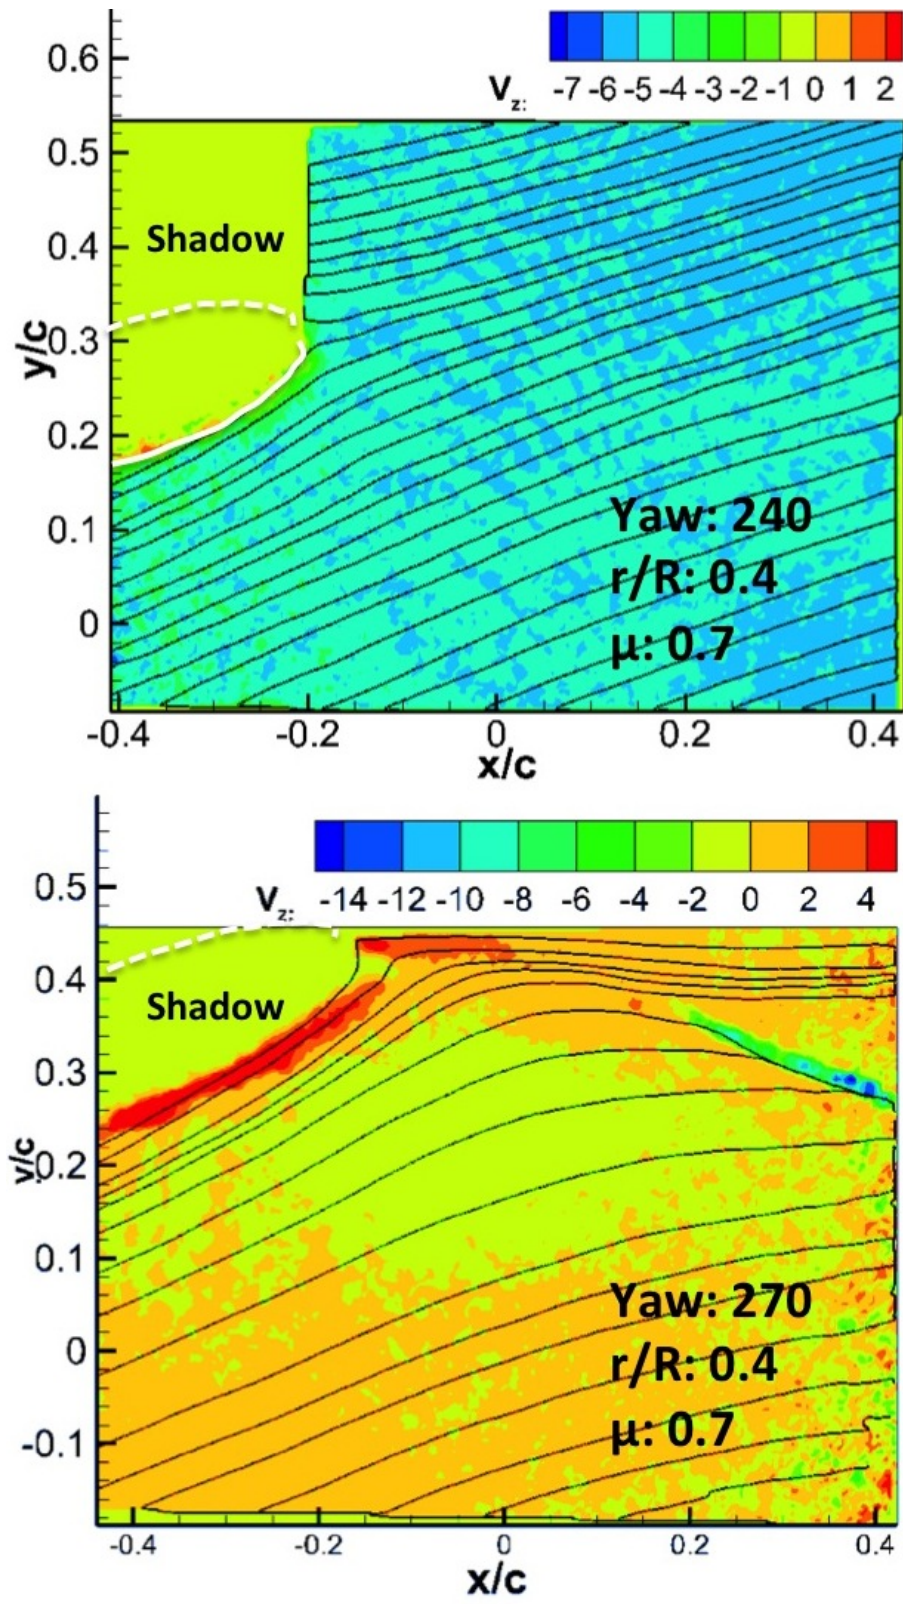 0.6
V_z: -7 -6 -5 -4 -3 -2 -1 0 1 2
0.5
0.4
Shadow
0.3
y/c
0.2
0.1
Yaw: 240
r/R: 0.4
0
μ: 0.7
-0.4 -0.2 0 0.2 0.4
x/c
0.5
V_z: -14 -12 -10 -8 -6 -4 -2 0 2 4
0.4
Shadow
0.3
y/c
0.2
0.1
Yaw: 270
0
r/R: 0.4
μ: 0.7
-0.1
-0.4 -0.2 0 0.2 0.4
x/c